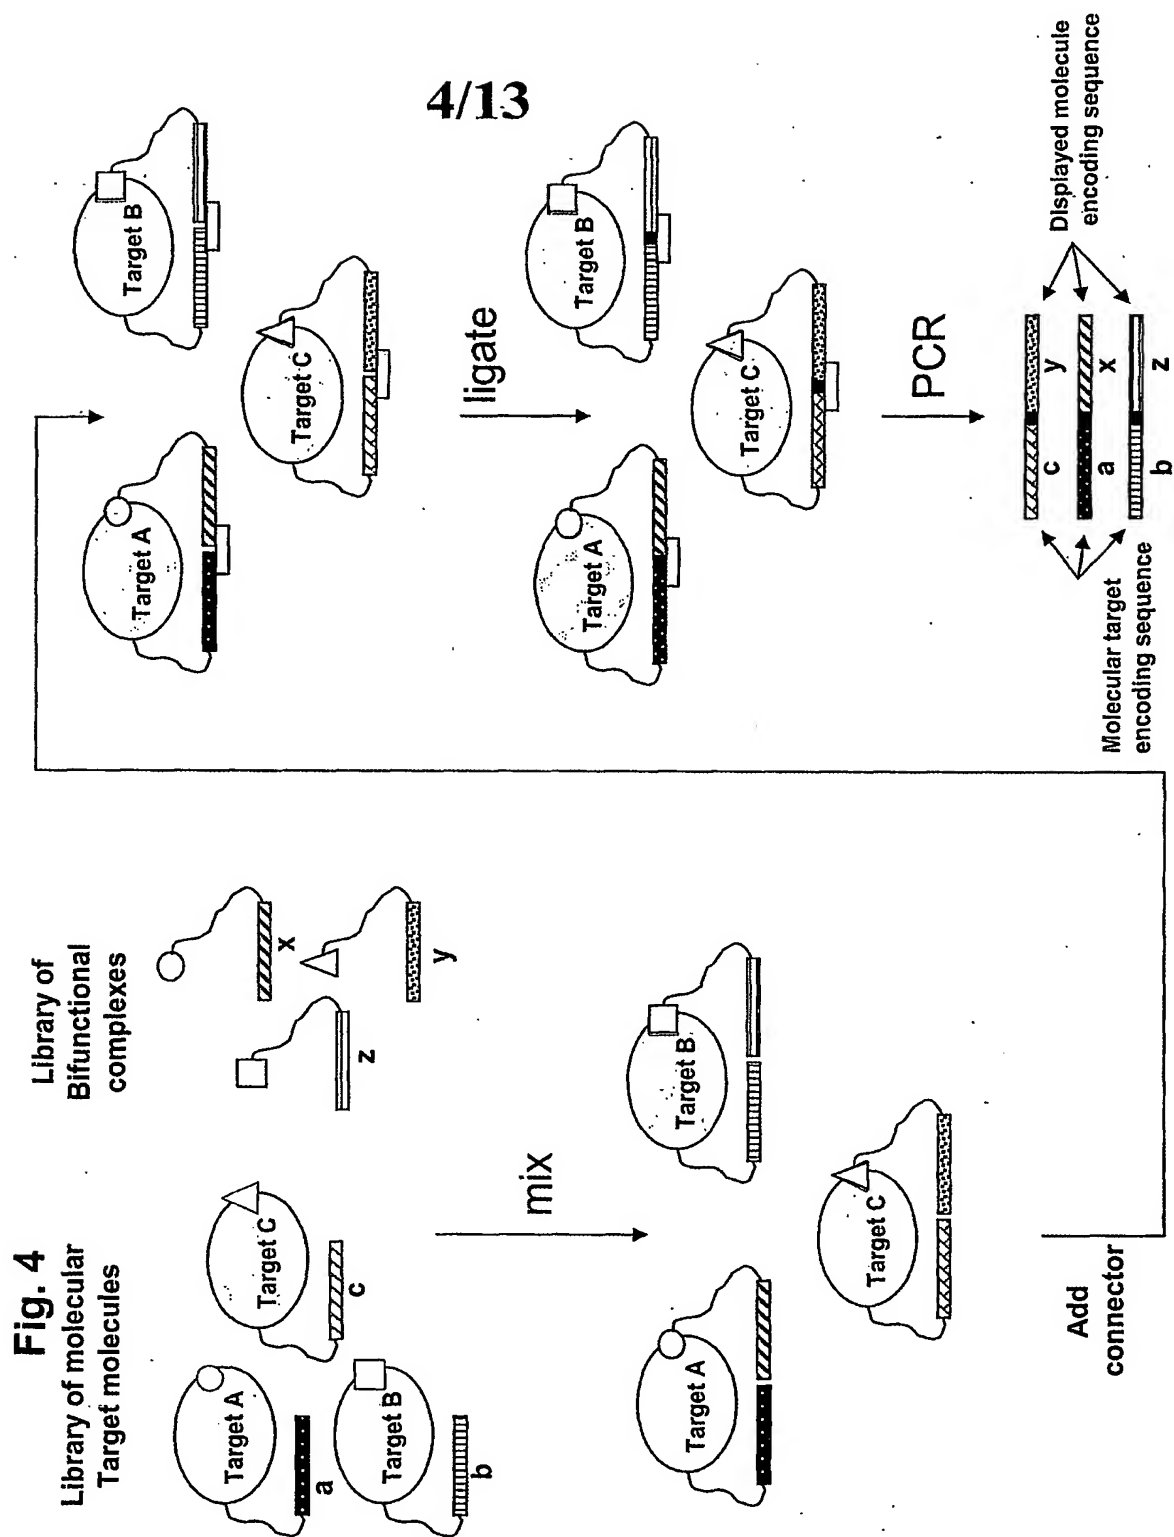 4/13
Fig. 4
Library of molecular
Target molecules
Library of
Bifunctional
complexes
Target A
a
Target B
b
Target C
c
x
y
z
mix
Target A
Target B
Target C
Add
connector
Target A
Target B
Target C
ligate
Target A
Target B
Target C
PCR
c
y
a
x
b
z
Molecular target
encoding sequence
Displayed molecule
encoding sequence